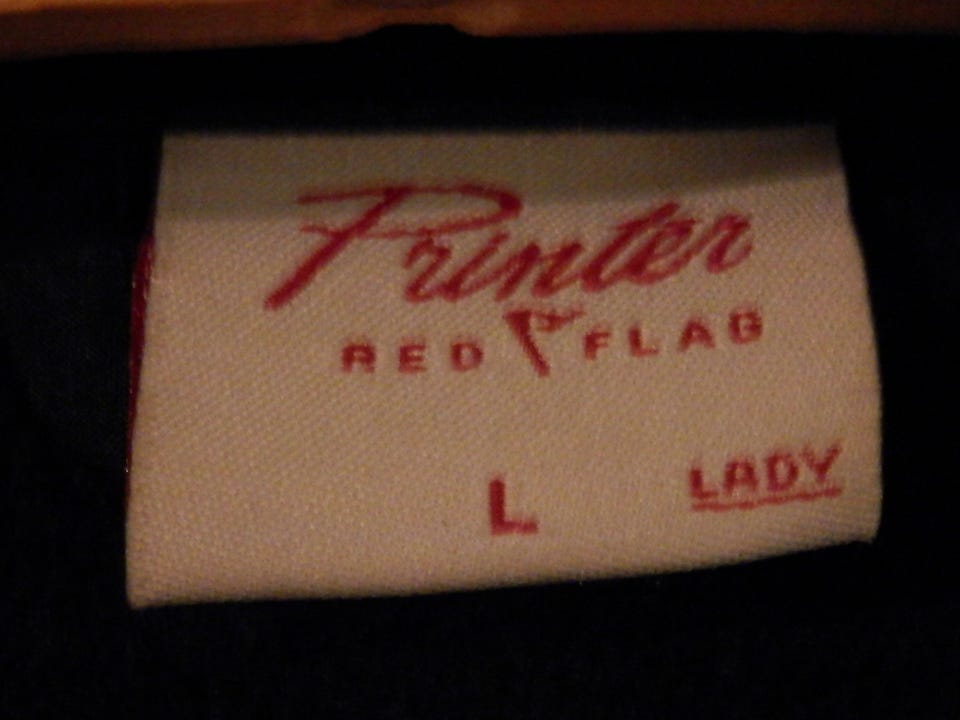 Printer
RED FLAG
L
LADY